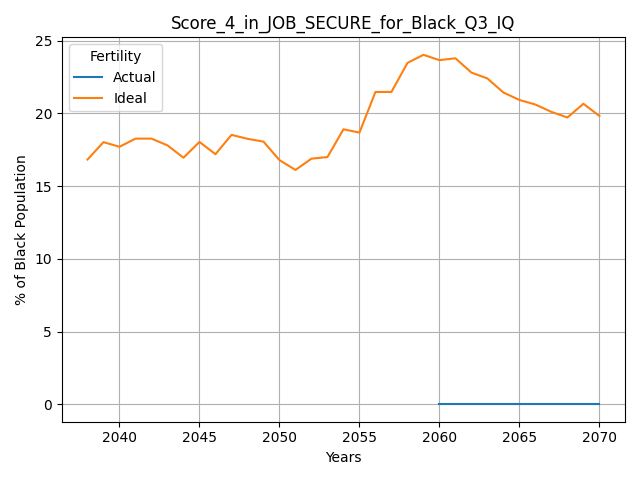 Score_4_in_JOB_SECURE_for_Black_Q3_IQ
Fertility
Actual
Ideal
% of Black Population
25
20
15
10
5
0
2040
2045
2050
2055
2060
2065
2070
Years